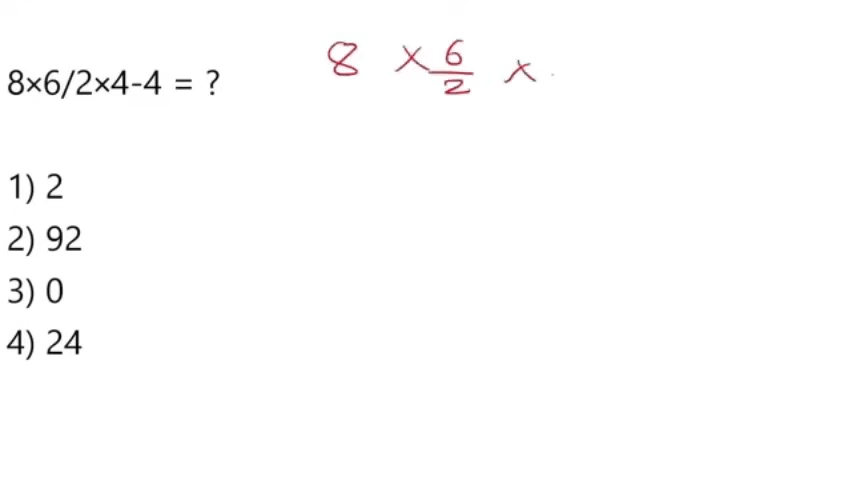 8×6/2×4-4 = ?
8 × 6/2 ×
1) 2
2) 92
3) 0
4) 24